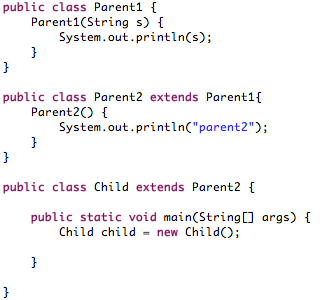 public class Parent1 {
    Parent1(String s) {
        System.out.println(s);
    }
}

public class Parent2 extends Parent1{
    Parent2() {
        System.out.println("parent2");
    }
}

public class Child extends Parent2 {

    public static void main(String[] args) {
        Child child = new Child();

    }

}